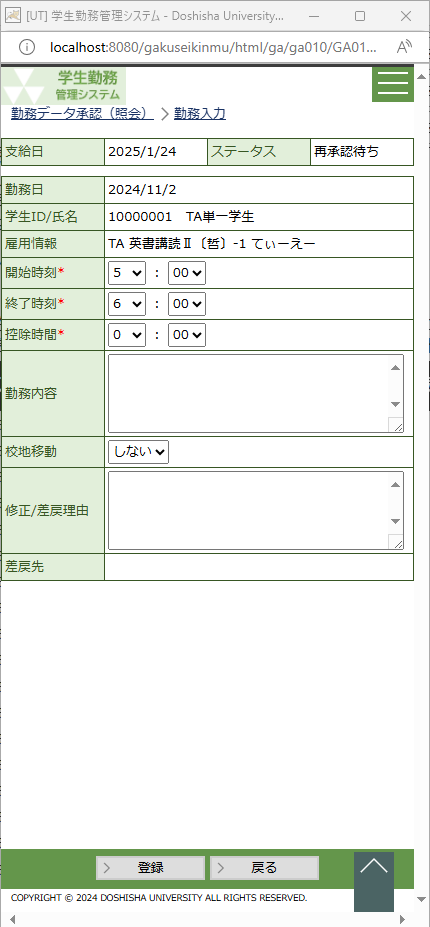 [UT] 学生勤務管理システム - Doshisha University...
localhost:8080/gakuseikinmu/html/ga/ga010/GA01...
学生勤務
管理システム
勤務データ承認（照会） > 勤務入力
支給日 2025/1/24 ステータス 再承認待ち
勤務日 2024/11/2
学生ID/氏名 10000001　TA単一学生
雇用情報 TA 英書講読Ⅱ〔哲〕-1 てぃーえー
開始時刻* 5 : 00
終了時刻* 6 : 00
控除時間* 0 : 00
勤務内容
校地移動 しない
修正/差戻理由
差戻先
登録 戻る
COPYRIGHT © 2024 DOSHISHA UNIVERSITY ALL RIGHTS RESERVED.